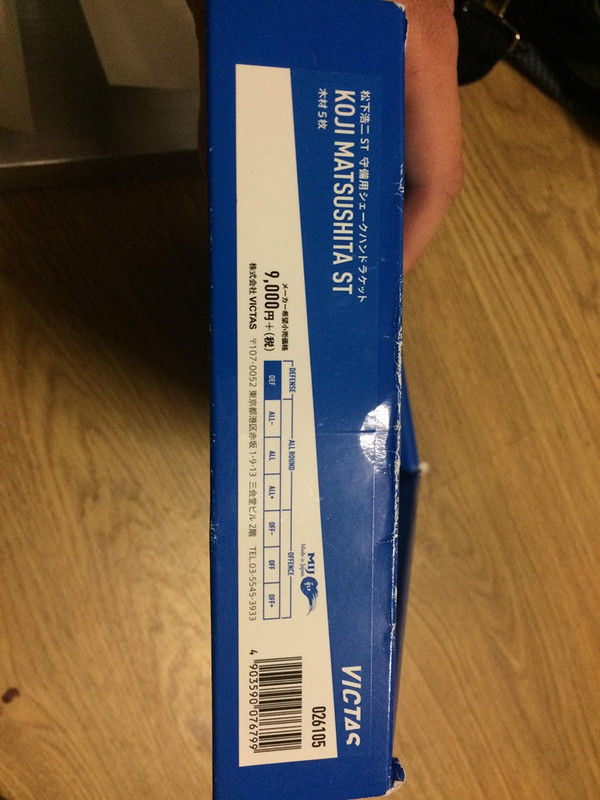 松下浩二 ST 守備用シェークハンドラケット
KOJI MATSUSHITA ST
木材5枚
メーカー希望小売価格
9,000円+(税)
株式会社 VICTAS 〒107-0052 東京都港区赤坂 1-9-13 三会堂ビル 2階 TEL.03-5545-3933
DEFENSE
ALL ROUND
OFFENCE
DEF
ALL-
ALL
ALL+
OFF-
OFF
OFF+
MIJ
Made in Japan
VICTAS
026105
4 903590 076799